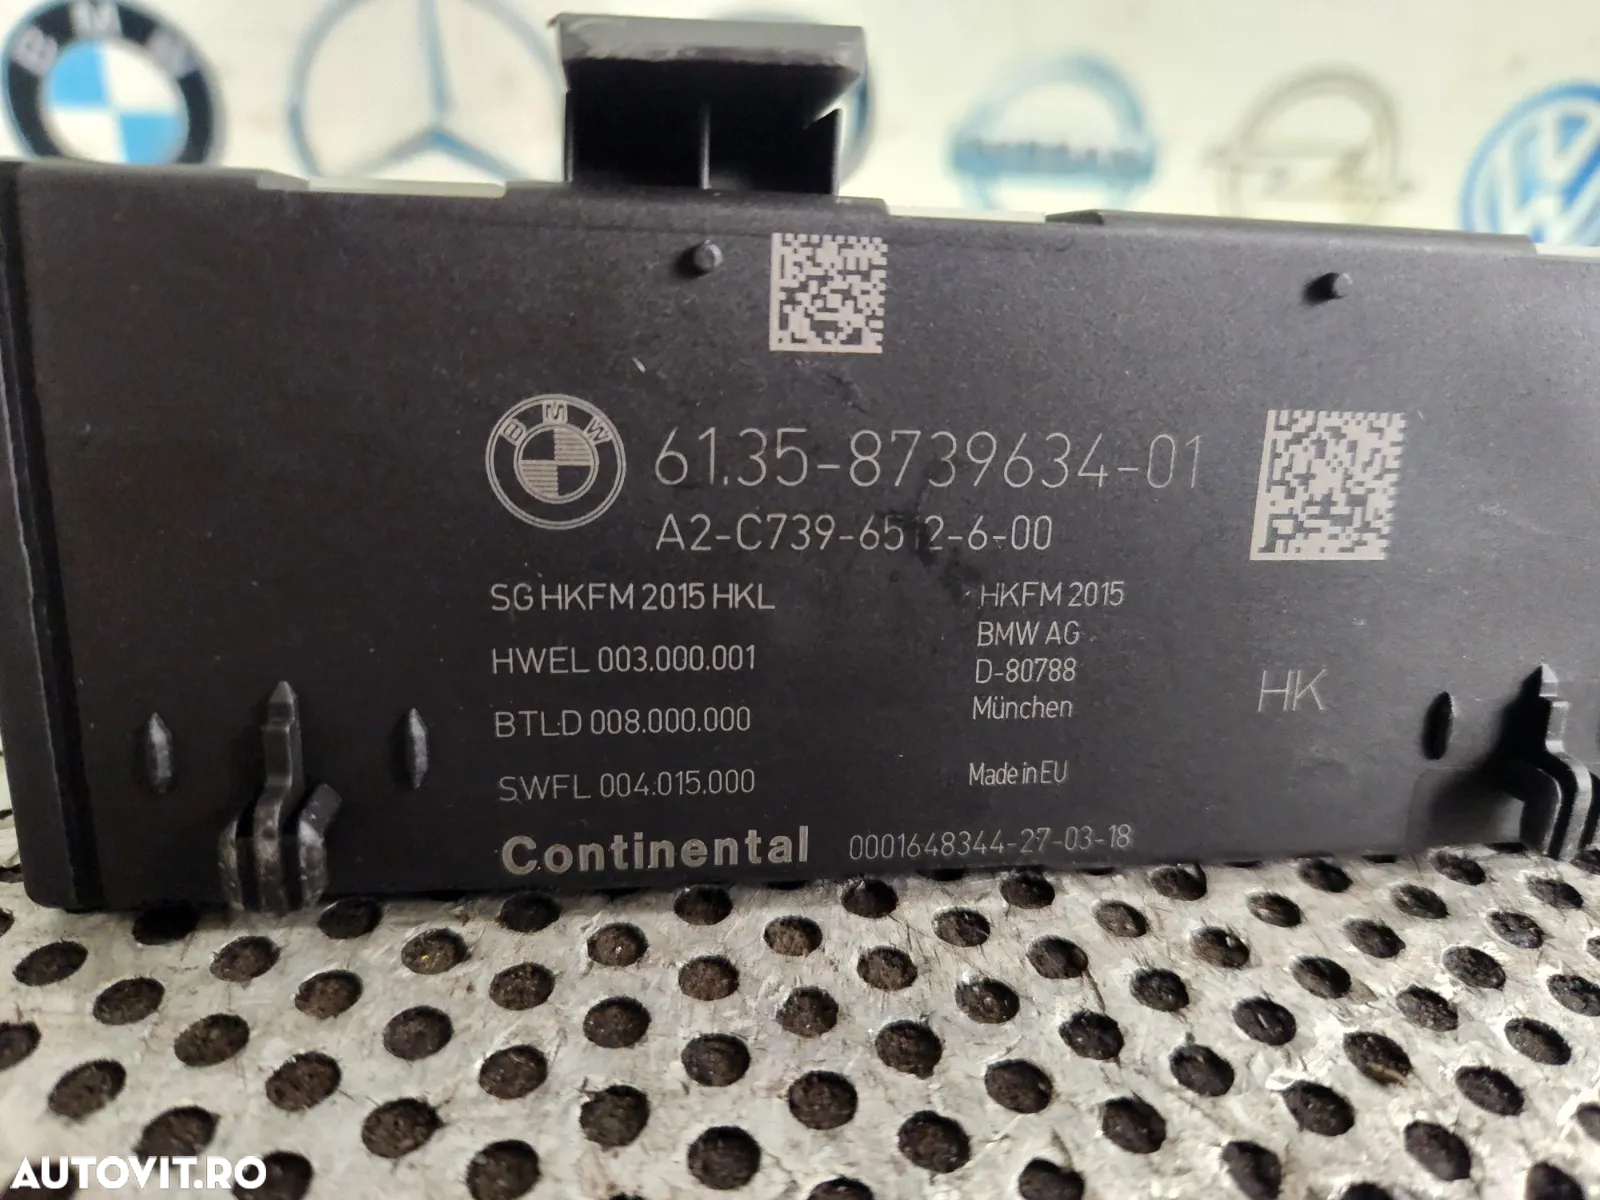 BMW
BMW
61.35-8739634-01
A2-C739-6512-6-00
SG HKFM 2015 HKL
HWEL 003.000.001
BTLD 008.000.000
SWFL 004.015.000
Continental
HKFM 2015
BMW AG
D-80788
München
Made in EU
0001648344-27-03-18
HK
AUTOVIT.RO